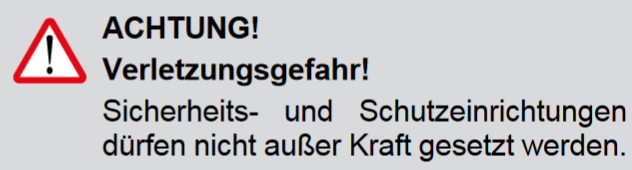 ACHTUNG!
Verletzungsgefahr!
Sicherheits- und Schutzeinrichtungen
dürfen nicht außer Kraft gesetzt werden.